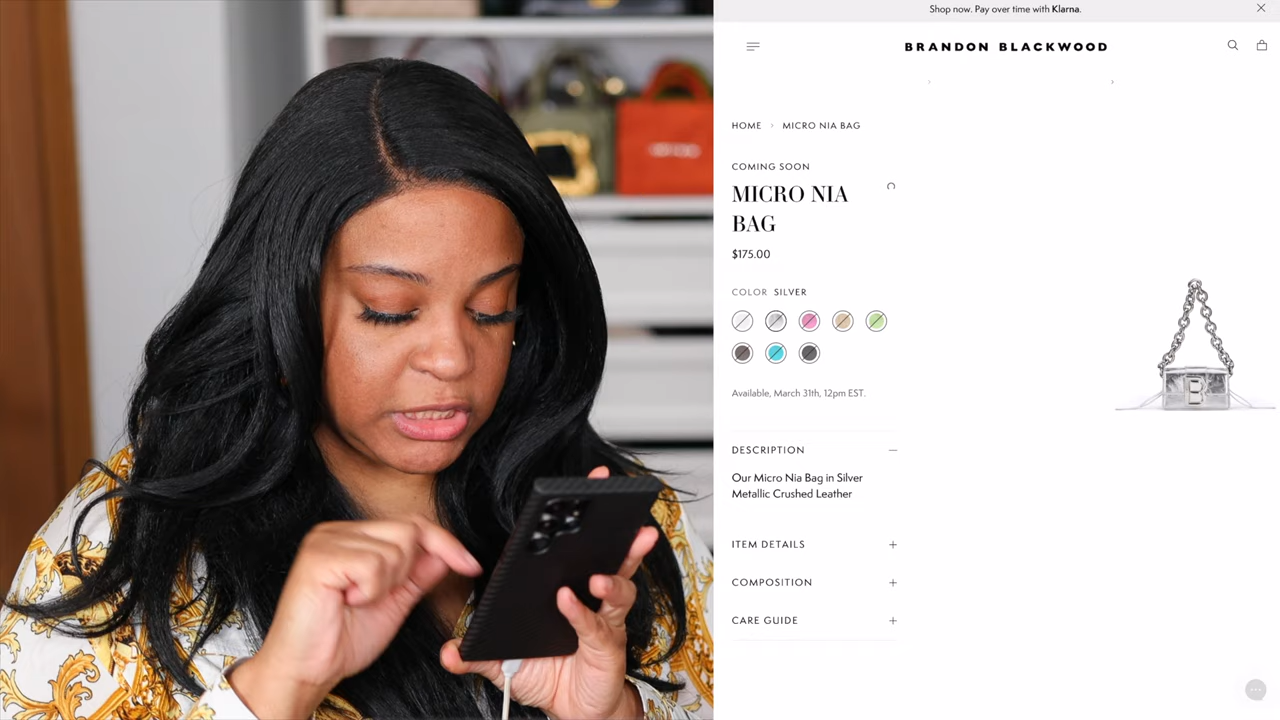 Shop now. Pay over time with Klarna.
BRANDON BLACKWOOD
HOME > MICRO NIA BAG
COMING SOON
MICRO NIA
BAG
$175.00
COLOR SILVER
Available, March 31th, 12pm EST.
DESCRIPTION
Our Micro Nia Bag in Silver
Metallic Crushed Leather
ITEM DETAILS
COMPOSITION
CARE GUIDE
B